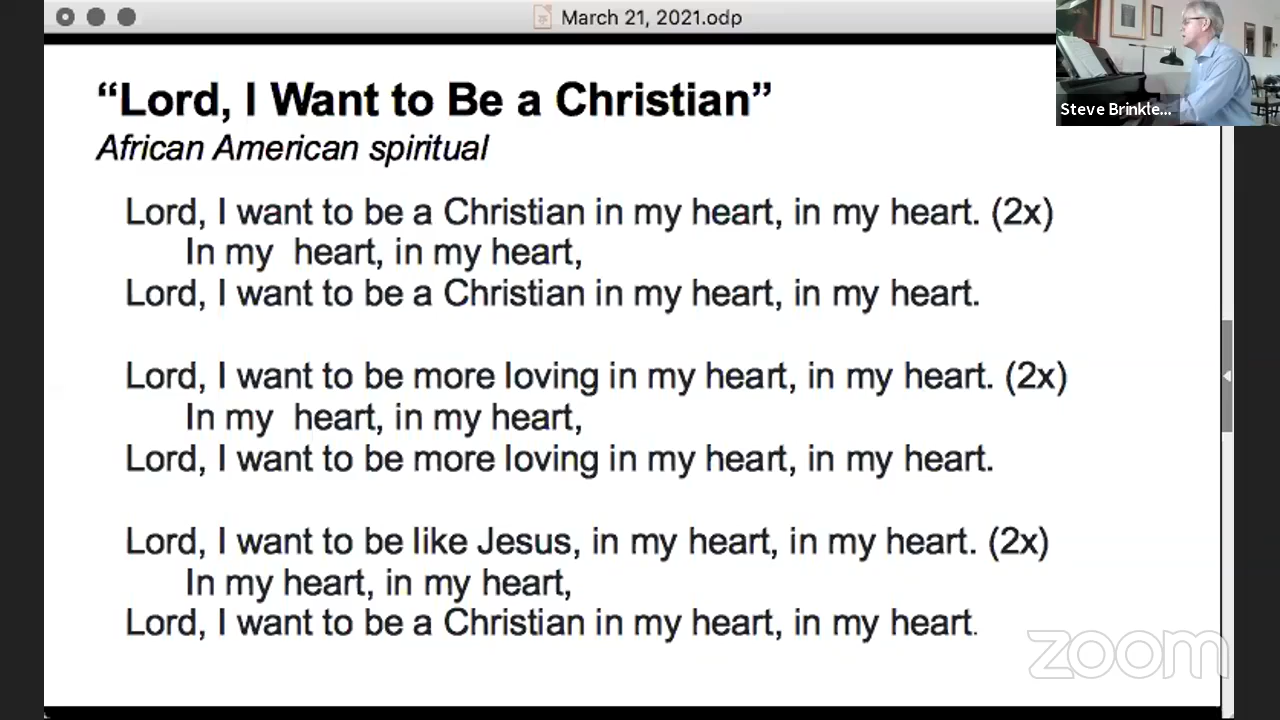 March 21, 2021.odp
“Lord, I Want to Be a Christian”
African American spiritual
Lord, I want to be a Christian in my heart, in my heart. (2x)
In my heart, in my heart,
Lord, I want to be a Christian in my heart, in my heart.
Lord, I want to be more loving in my heart, in my heart. (2x)
In my heart, in my heart,
Lord, I want to be more loving in my heart, in my heart.
Lord, I want to be like Jesus, in my heart, in my heart. (2x)
In my heart, in my heart,
Lord, I want to be a Christian in my heart, in my heart.
Steve Brinkle...
zoom